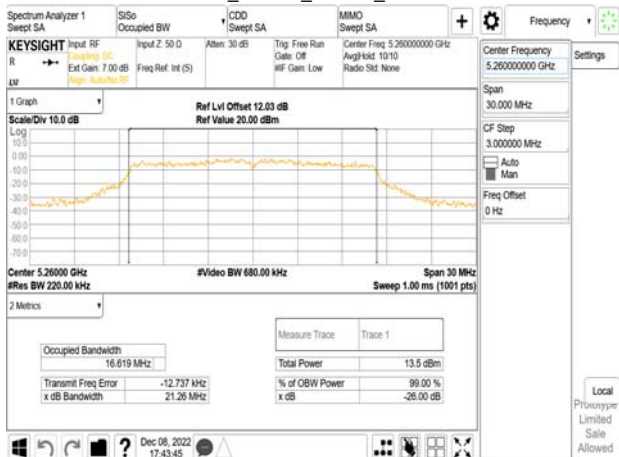 Spectrum Analyzer 1
Swept SA
SiSo
Occupied BW
CDD
Swept SA
MIMO
Swept SA
+
Frequency
KEYSIGHT
R
LVI
Input: RF
Coupling: DC
Ext Gain: 7.00 dB
Align: Auto/No RF
Input Z: 50 Ω
Freq Ref: Int (S)
Atten: 30 dB
Trig: Free Run
Gate: Off
#IF Gain: Low
Center Freq: 5.260000000 GHz
Avg|Hold: 10/10
Radio Std: None
Center Frequency
5.260000000 GHz
Settings
Span
30.000 MHz
CF Step
3.000000 MHz
Auto
Man
Freq Offset
0 Hz
1 Graph
Scale/Div 10.0 dB
Ref Lvl Offset 12.03 dB
Ref Value 20.00 dBm
Log
10.0
0.00
-10.0
-20.0
-30.0
-40.0
-50.0
-60.0
-70.0
Center 5.26000 GHz
#Res BW 220.00 kHz
#Video BW 680.00 kHz
Span 30 MHz
Sweep 1.00 ms (1001 pts)
2 Metrics
Measure Trace Trace 1
Occupied Bandwidth
16.619 MHz
Total Power 13.5 dBm
Transmit Freq Error -12.737 kHz
% of OBW Power 99.00 %
x dB Bandwidth 21.26 MHz
x dB -26.00 dB
Local
Prototype
Limited
Sale
Allowed
?
Dec 08, 2022
17:43:45